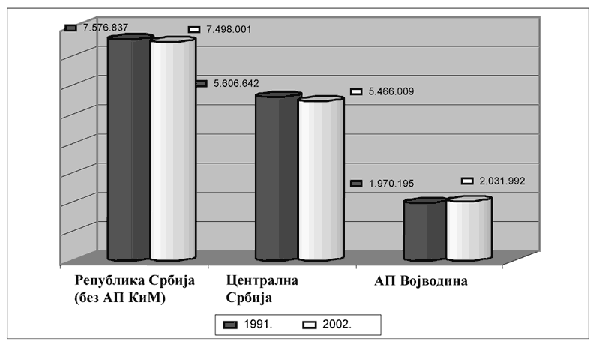 7.576.837
7.498.001
5.606.642
5.466.009
1.970.195
2.031.992
Република Србија
(без АП КиМ)
Централна
Србија
АП Војводина
1991.
2002.